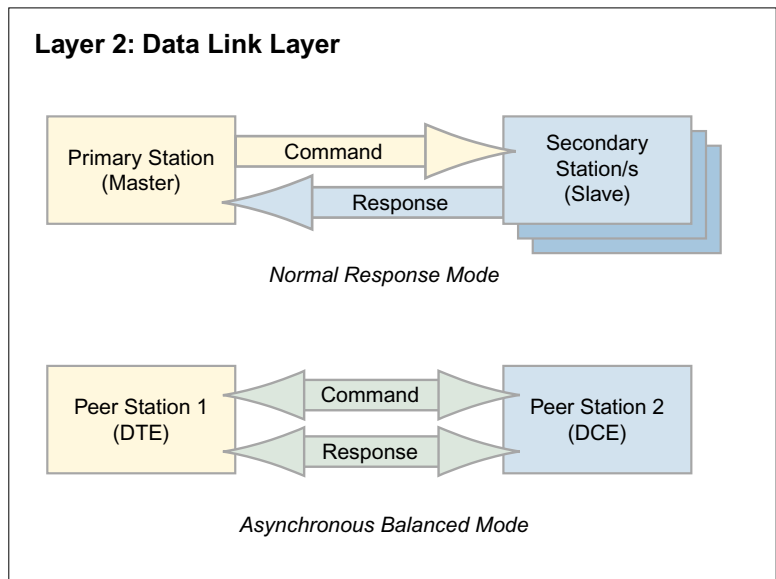 Layer 2: Data Link Layer
Primary Station
(Master)
Command
Response
Secondary
Station/s
(Slave)
Normal Response Mode
Peer Station 1
(DTE)
Command
Response
Peer Station 2
(DCE)
Asynchronous Balanced Mode